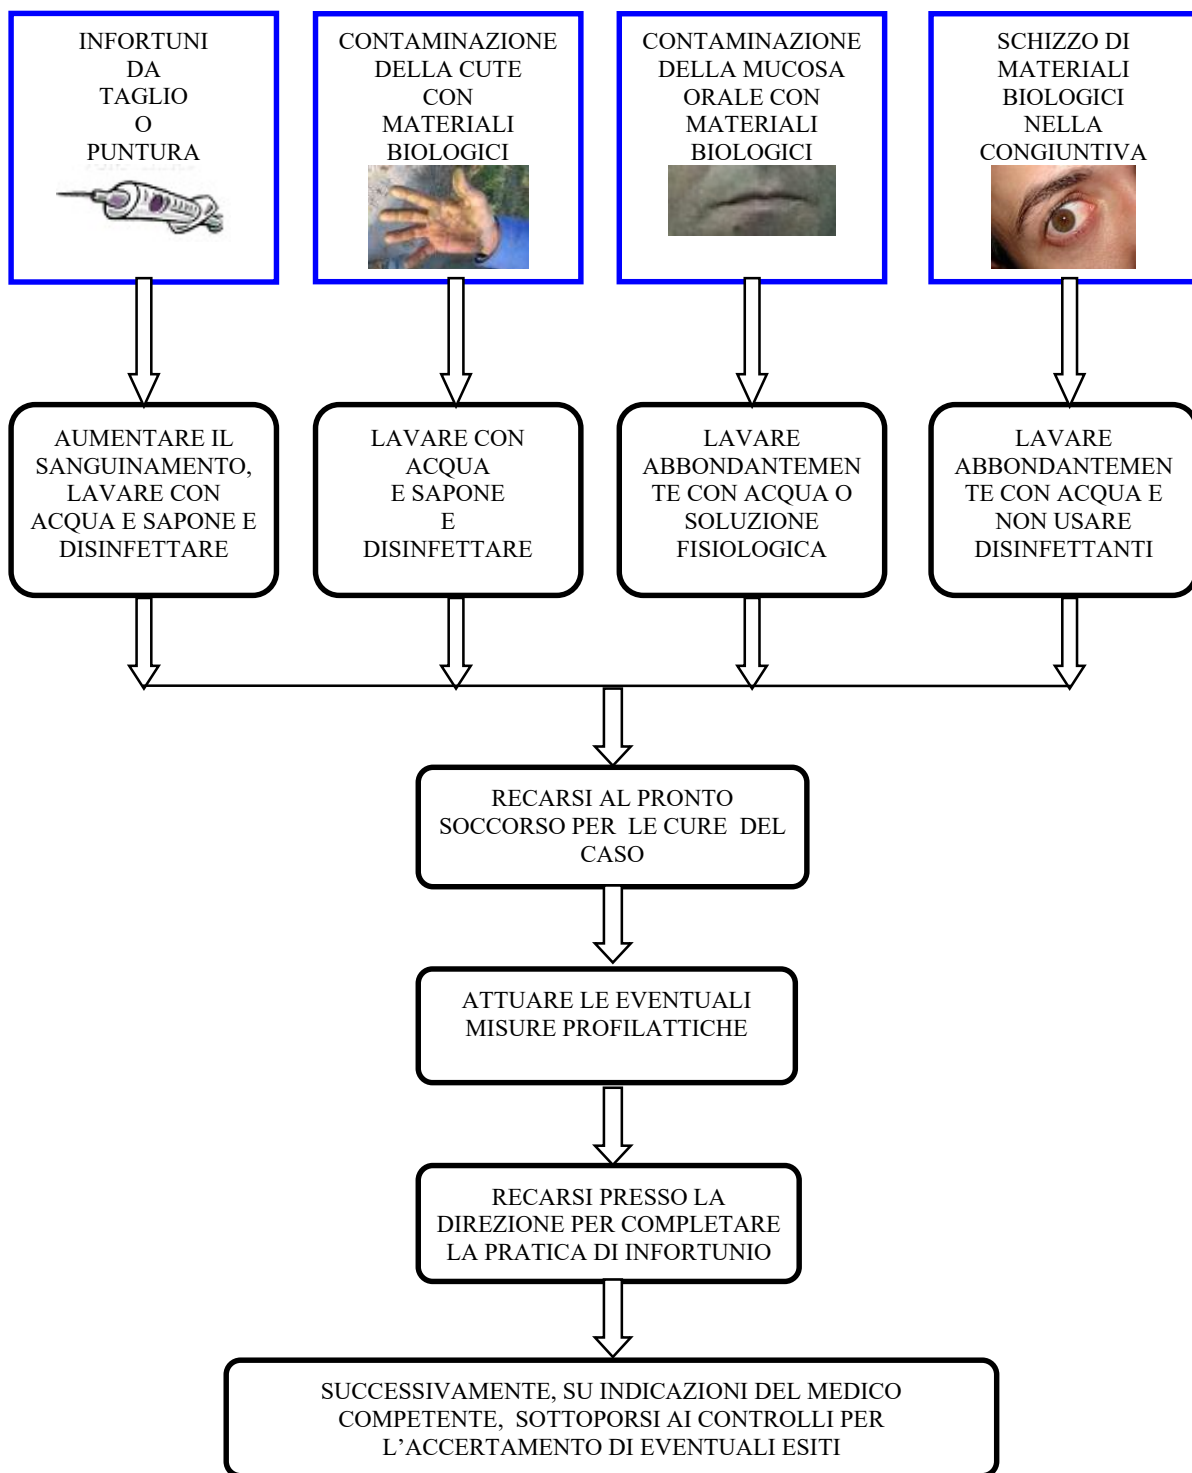 INFORTUNI
DA
TAGLIO
O
PUNTURA
CONTAMINAZIONE
DELLA CUTE
CON
MATERIALI
BIOLOGICI
CONTAMINAZIONE
DELLA MUCOSA
ORALE CON
MATERIALI
BIOLOGICI
SCHIZZO DI
MATERIALI
BIOLOGICI
NELLA
CONGIUNTIVA
AUMENTARE IL
SANGUINAMENTO,
LAVARE CON
ACQUA E SAPONE E
DISINFETTARE
LAVARE CON
ACQUA
E SAPONE
E
DISINFETTARE
LAVARE
ABBONDANTEMEN
TE CON ACQUA O
SOLUZIONE
FISIOLOGICA
LAVARE
ABBONDANTEMEN
TE CON ACQUA E
NON USARE
DISINFETTANTI
RECARSI AL PRONTO
SOCCORSO PER LE CURE DEL
CASO
ATTUARE LE EVENTUALI
MISURE PROFILATTICHE
RECARSI PRESSO LA
DIREZIONE PER COMPLETARE
LA PRATICA DI INFORTUNIO
SUCCESSIVAMENTE, SU INDICAZIONI DEL MEDICO
COMPETENTE, SOTTOPORSI AI CONTROLLI PER
L’ACCERTAMENTO DI EVENTUALI ESITI